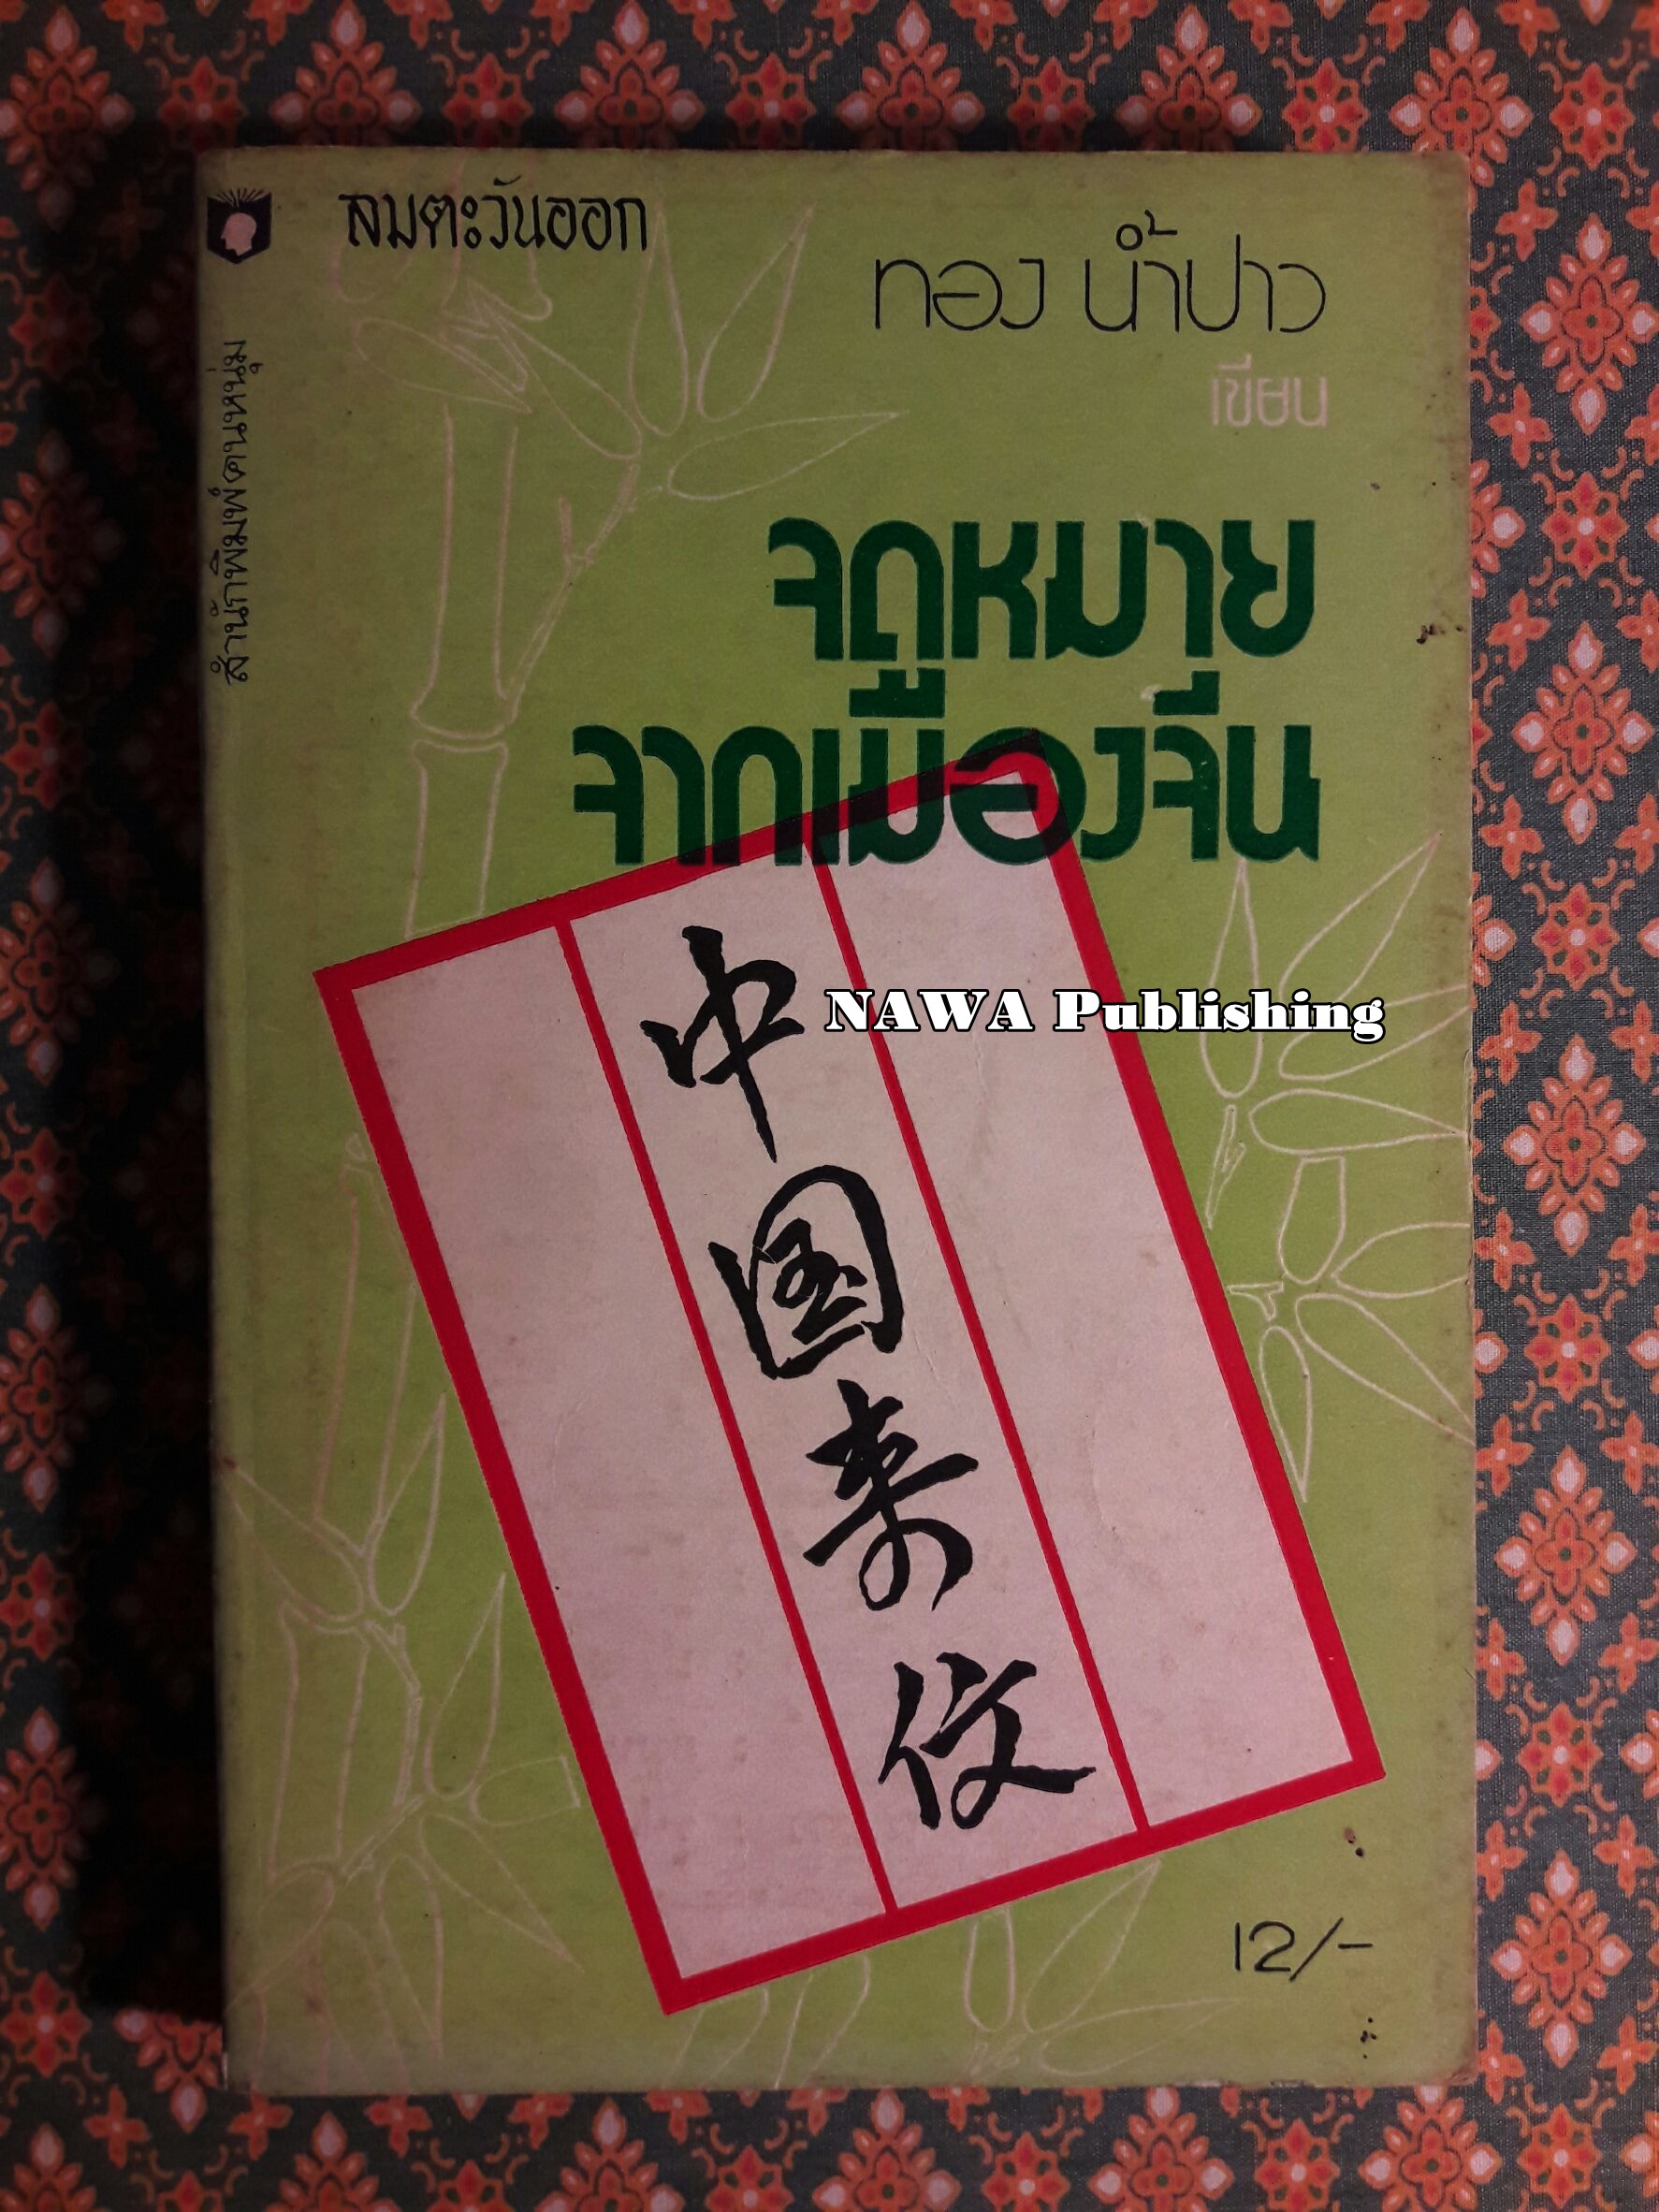 ลมตะวันออก
สำนักพิมพ์คนหนุ่ม
ทอง น้ำปาว
เขียน
จดหมาย
จากเมืองจีน
中国来
NAWA Publishing
12/-